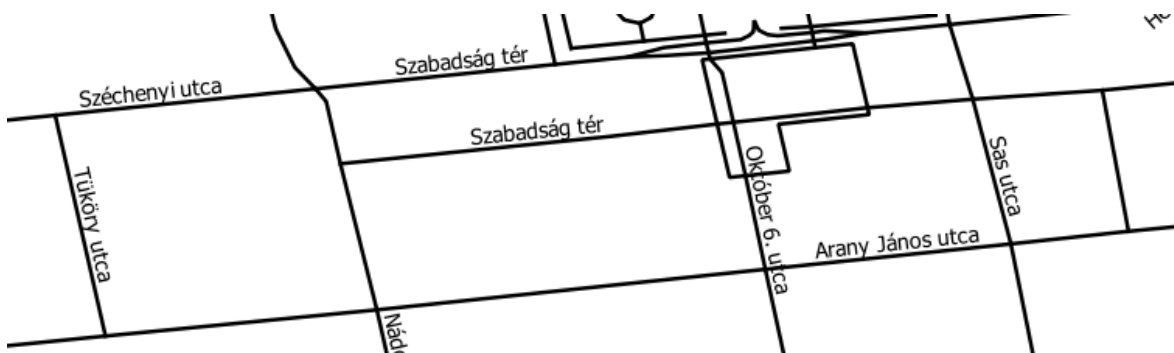 Szabadság tér
Széchenyi utca
Szabadság tér
Tüköry utca
Október 6. utca
Sas utca
Arany János utca